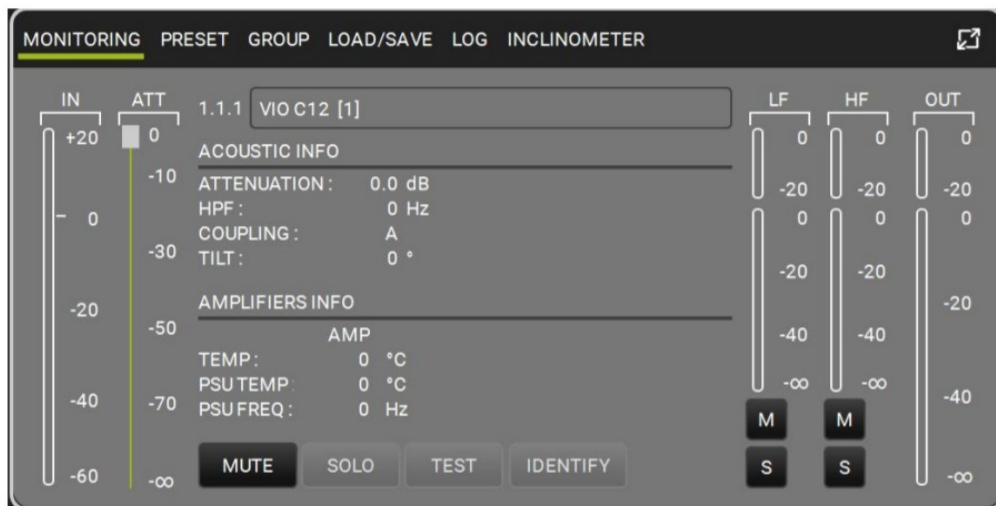 MONITORING PRESET GROUP LOAD/SAVE LOG INCLINOMETER
IN
+20
0
-20
-40
-60
ATT
0
-10
-30
-50
-70
-∞
1.1.1 VIO C12 [1]
ACOUSTIC INFO
ATTENUATION: 0.0 dB
HPF: 0 Hz
COUPLING: A
TILT: 0 °
AMPLIFIERS INFO
AMP
TEMP: 0 °C
PSU TEMP: 0 °C
PSU FREQ: 0 Hz
MUTE SOLO TEST IDENTIFY
LF
0
-20
0
-20
-40
-∞
M
S
HF
0
-20
0
-20
-40
-∞
M
S
OUT
0
-20
0
-20
-40
-∞